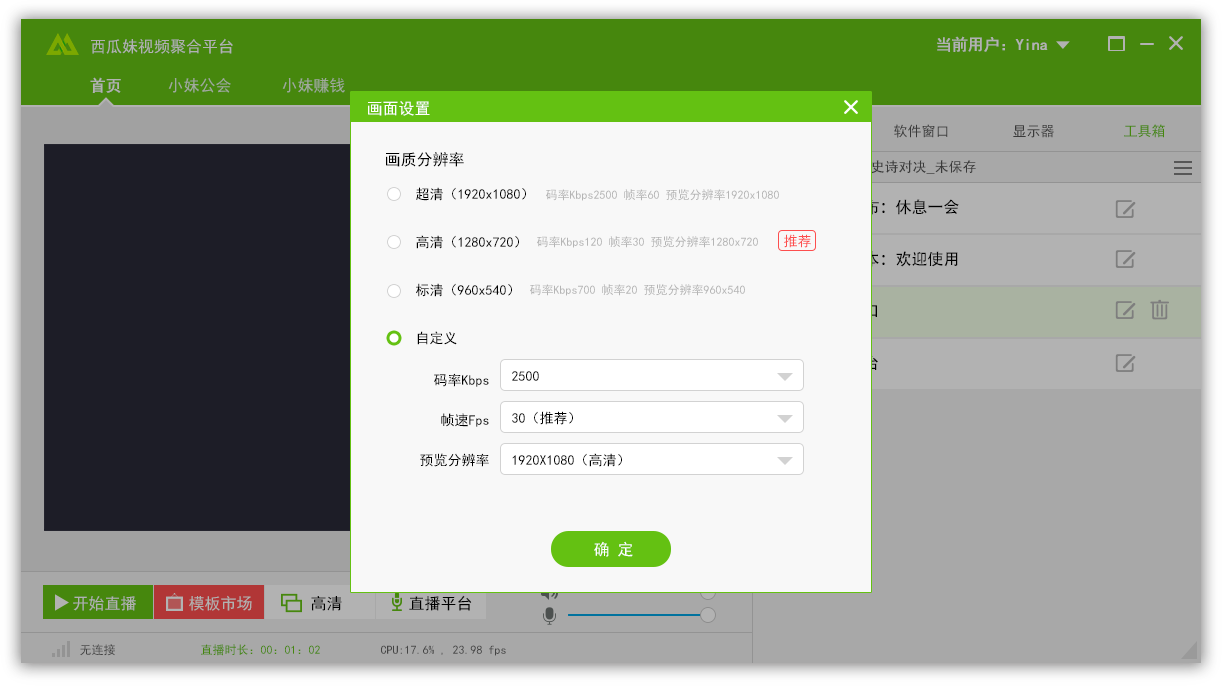 西瓜妹视频聚合平台
当前用户：Yina
首页
小妹公会
小妹赚钱
画面设置
软件窗口
显示器
工具箱
史诗对决_未保存
画质分辨率
超清（1920x1080）
码率Kbps2500 帧率60 预览分辨率1920x1080
：休息一会
高清（1280x720）
码率Kbps120 帧率30 预览分辨率1280x720
推荐
：欢迎使用
标清（960x540）
码率Kbps700 帧率20 预览分辨率960x540
自定义
码率Kbps
2500
帧速Fps
30（推荐）
预览分辨率
1920X1080（高清）
确 定
开始直播
模板市场
高清
直播平台
无连接
直播时长：00：01：02
CPU:17.6% , 23.98 fps